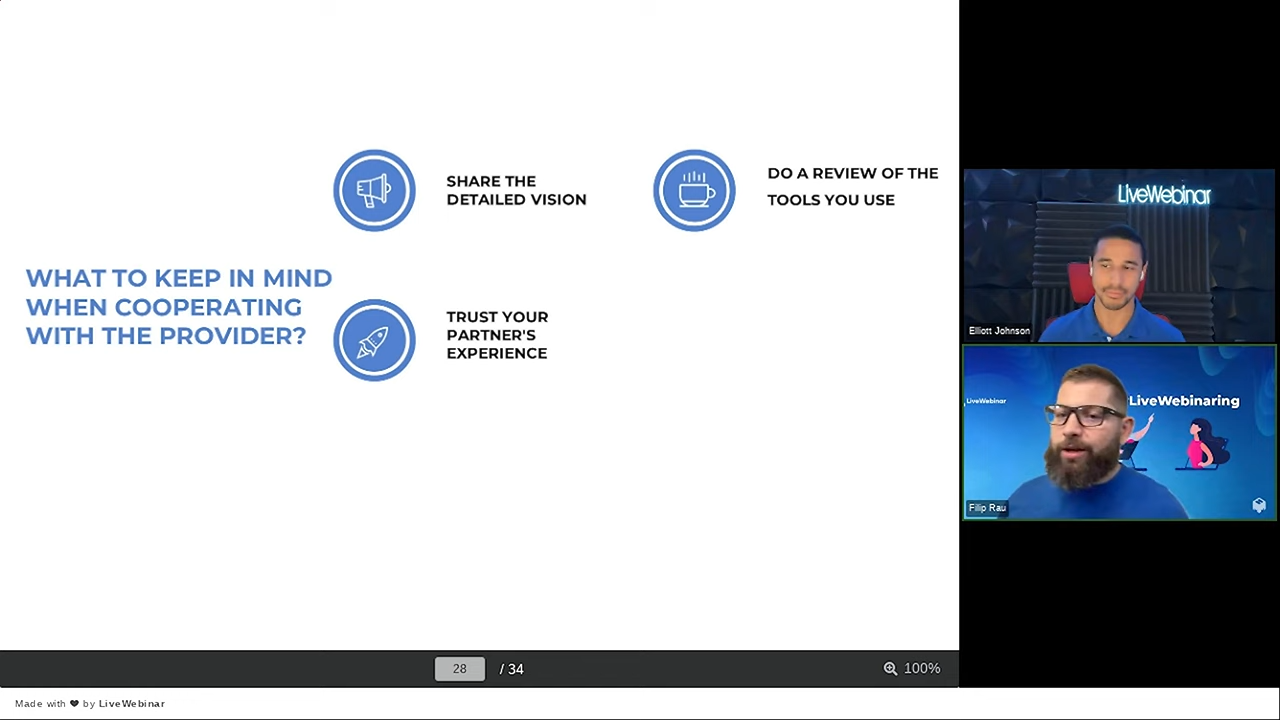 WHAT TO KEEP IN MIND
WHEN COOPERATING
WITH THE PROVIDER?
SHARE THE
DETAILED VISION
DO A REVIEW OF THE
TOOLS YOU USE
TRUST YOUR
PARTNER'S
EXPERIENCE
LiveWebinar
Elliott Johnson
LiveWebinar
LiveWebinaring
Filip Rau
28 / 34
100%
Made with ❤ by LiveWebinar